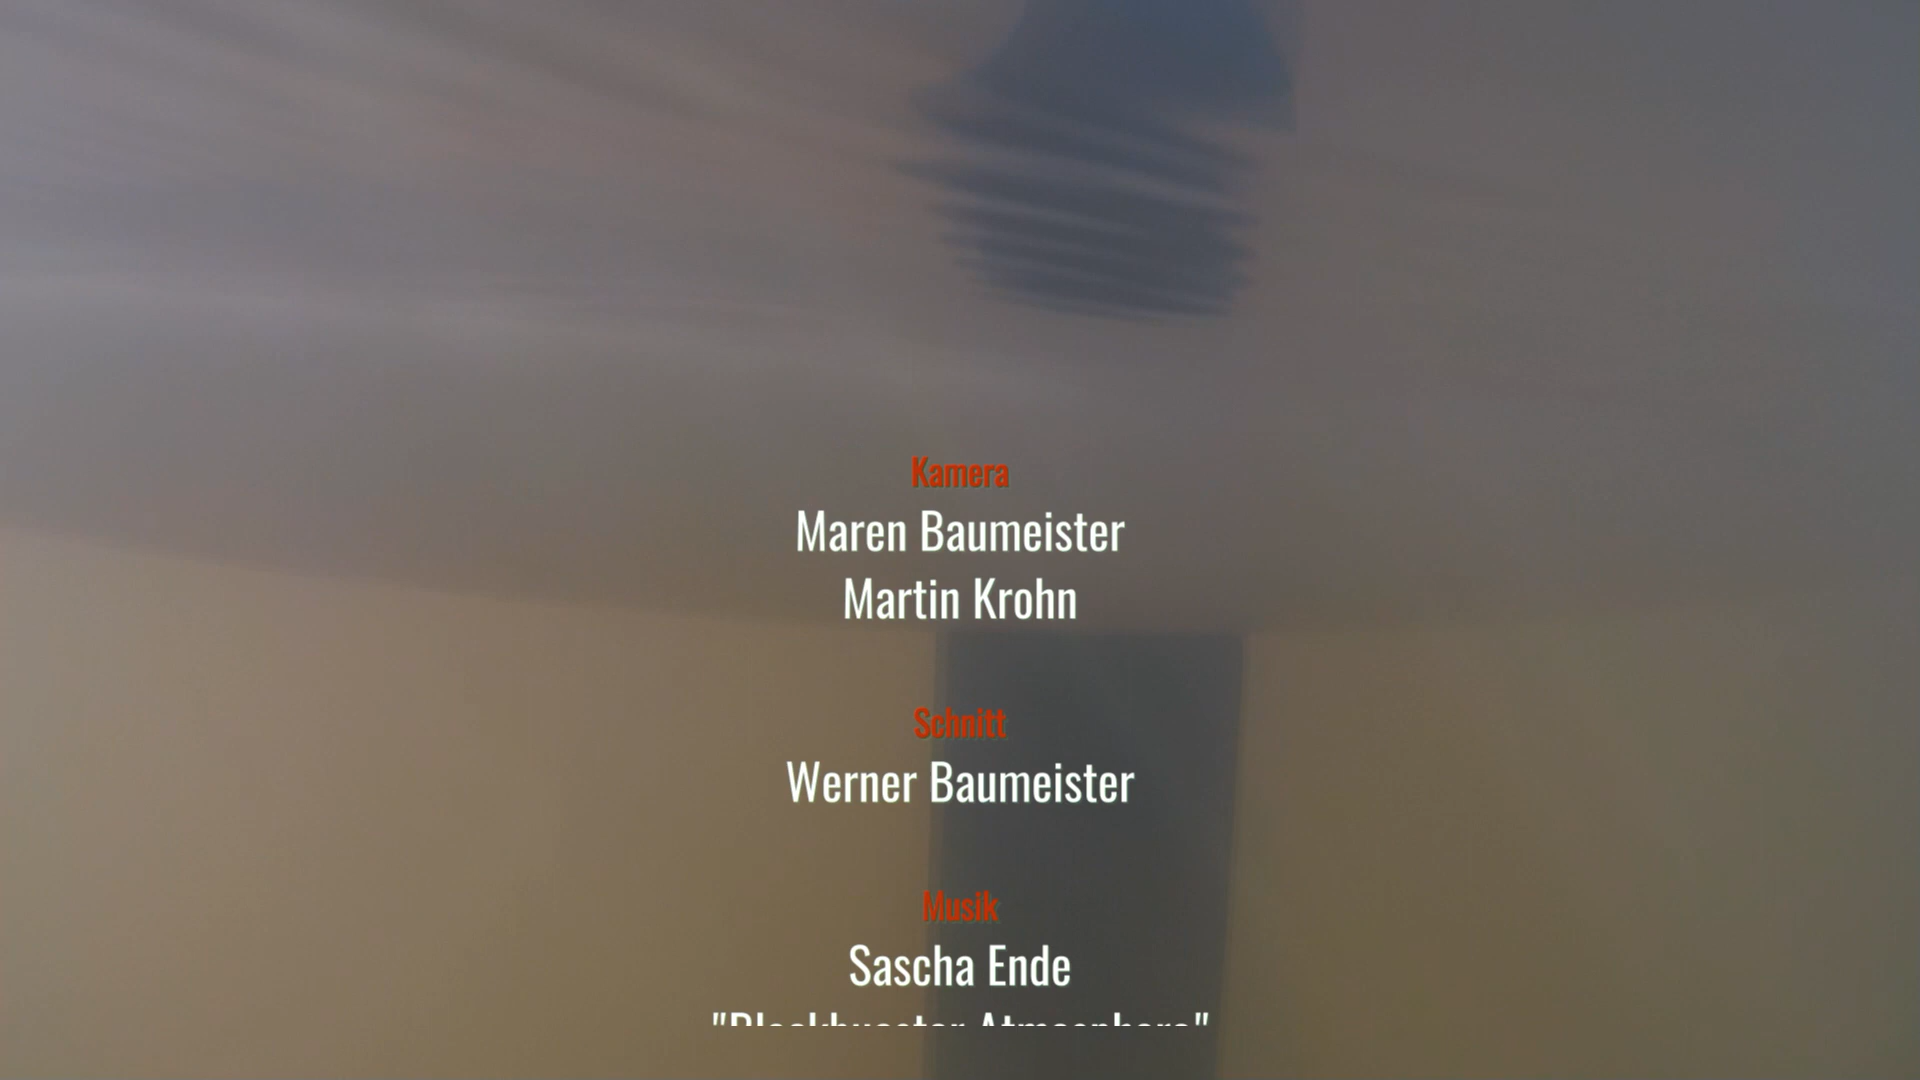 Kamera
Maren Baumeister
Martin Krohn
Schnitt
Werner Baumeister
Musik
Sascha Ende